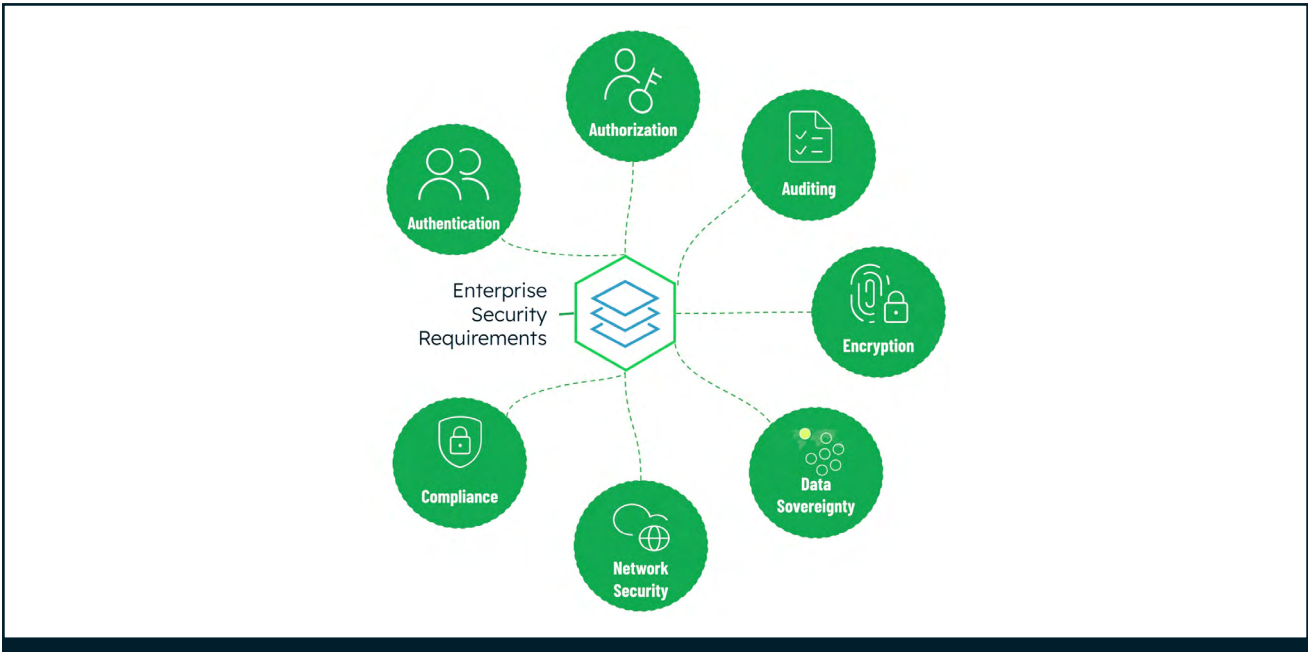 Authorization
Auditing
Authentication
Enterprise
Security
Requirements
Encryption
Data
Sovereignty
Compliance
Network
Security